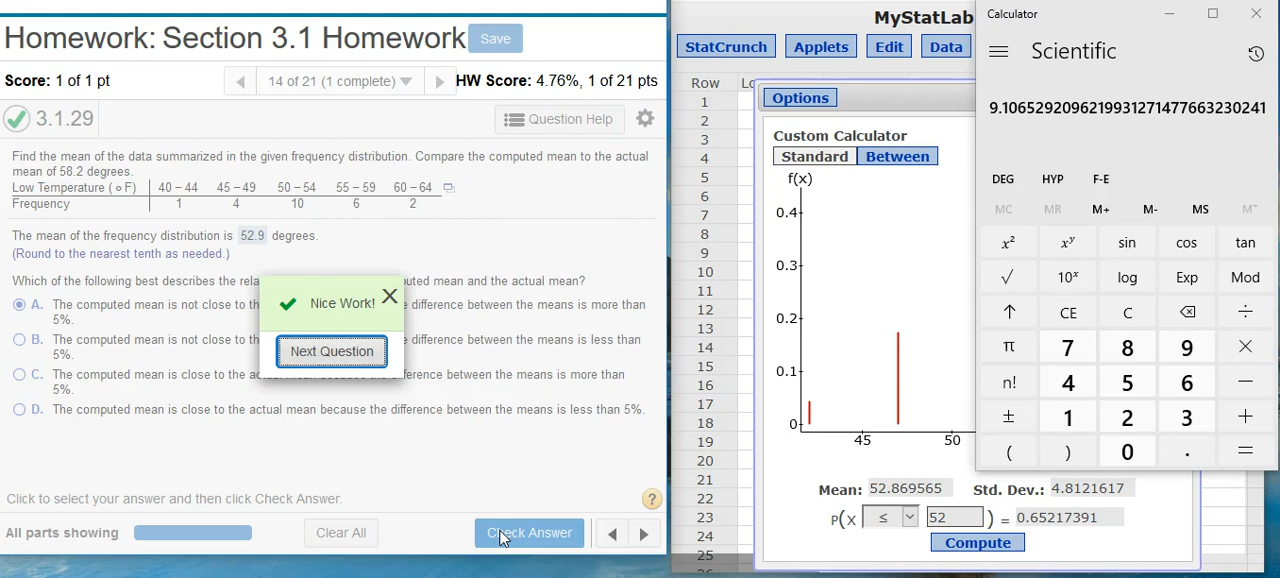 Homework: Section 3.1 Homework
Save
Score: 1 of 1 pt
14 of 21 (1 complete)
HW Score: 4.76%, 1 of 21 pts
3.1.29
Question Help
Find the mean of the data summarized in the given frequency distribution. Compare the computed mean to the actual
mean of 58.2 degrees.
Low Temperature (∘F) 40 – 44 45 – 49 50 – 54 55 – 59 60 – 64
Frequency 1 4 10 6 2
The mean of the frequency distribution is 52.9 degrees.
(Round to the nearest tenth as needed.)
Which of the following best describes the rela
uted mean and the actual mean?
A. The computed mean is not close to th
difference between the means is more than
5%.
B. The computed mean is not close to th
difference between the means is less than
5%.
C. The computed mean is close to the
erence between the means is more than
5%.
D. The computed mean is close to the actual mean because the difference between the means is less than 5%.
Nice Work!
Next Question
Click to select your answer and then click Check Answer.
?
All parts showing
Clear All
Check Answer
MyStatLab
StatCrunch Applets Edit Data
Row
1
2
3
4
5
6
7
8
9
10
11
12
13
14
15
16
17
18
19
20
21
22
23
24
25
Options
Custom Calculator
Standard Between
f(x)
0.4
0.3
0.2
0.1
0
45 50
Mean: 52.869565 Std. Dev.: 4.8121617
P(x ≤ 52 ) = 0.65217391
Compute
Calculator
Scientific
9.1065292096219931271477663230241
DEG HYP F-E
MC MR M+ M- MS M˅
x² xʸ sin cos tan
√ 10ˣ log Exp Mod
↑ CE C ⌫ ÷
π 7 8 9 ×
n! 4 5 6 −
± 1 2 3 +
( ) 0 . =